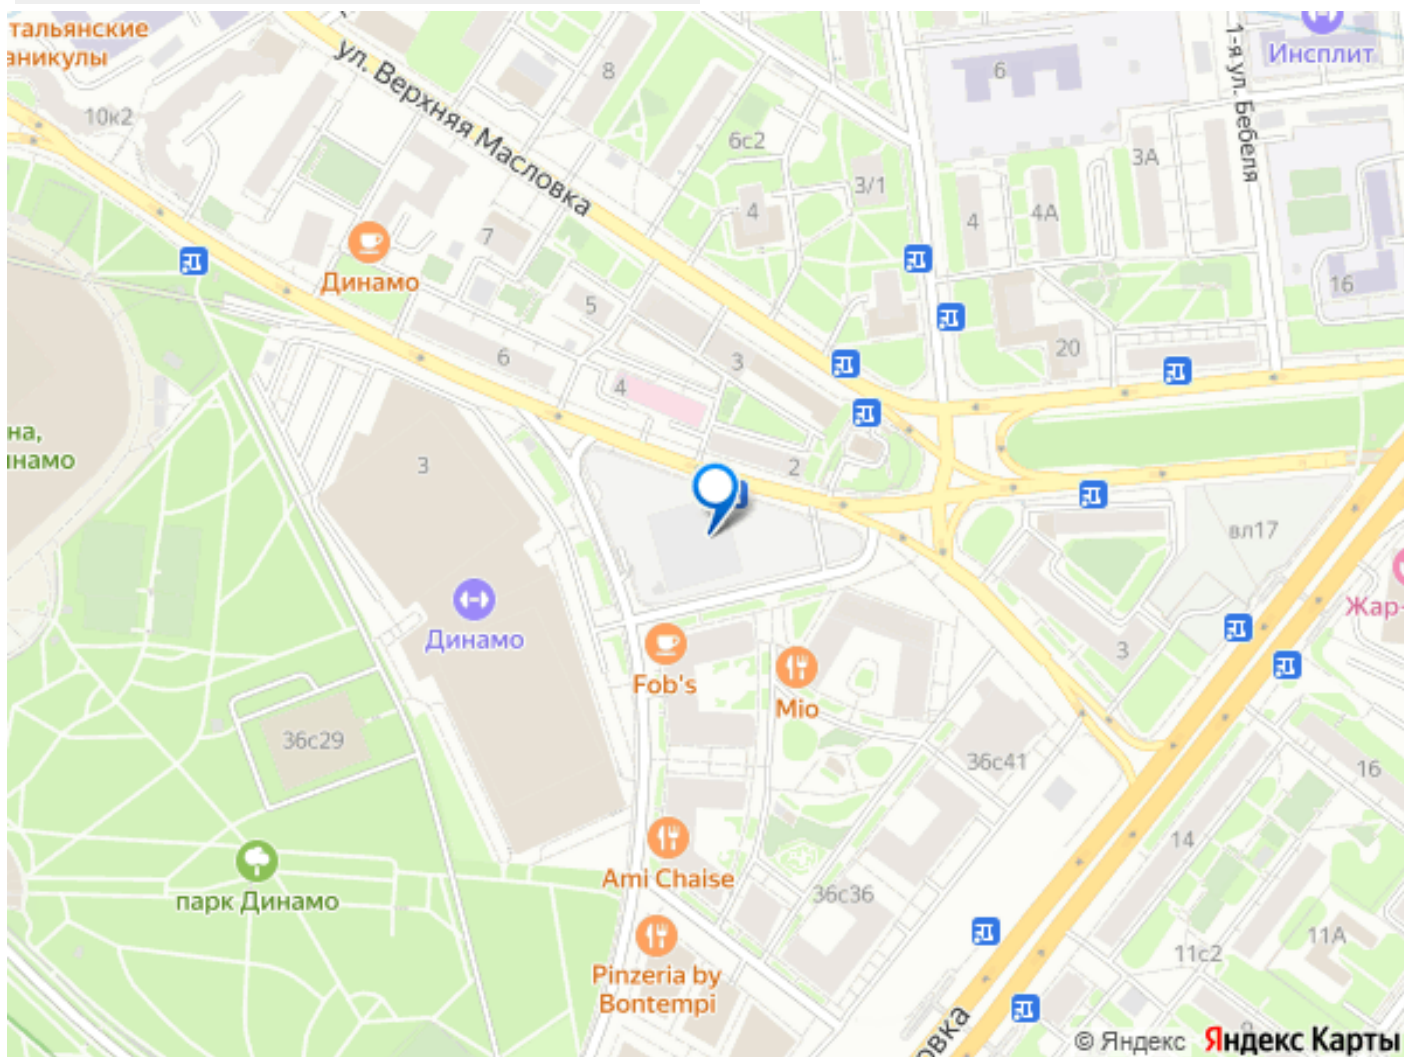 тальянские
аникулы
10к2
ул. Верхняя Масловка
8
6с2
3/1
4
7
Динамо
5
6
4
3
2
6
Инсплит
1-я ул. Бебеля
3А
4
4А
16
20
на,
инамо
3
Динамо
вл17
Жар-
3
Fob's
Mio
36с29
36с41
16
14
парк Динамо
Ami Chaise
36с36
11А
11с2
Pinzeria by
Bontempi
овка
9
© Яндекс Яндекс Карты